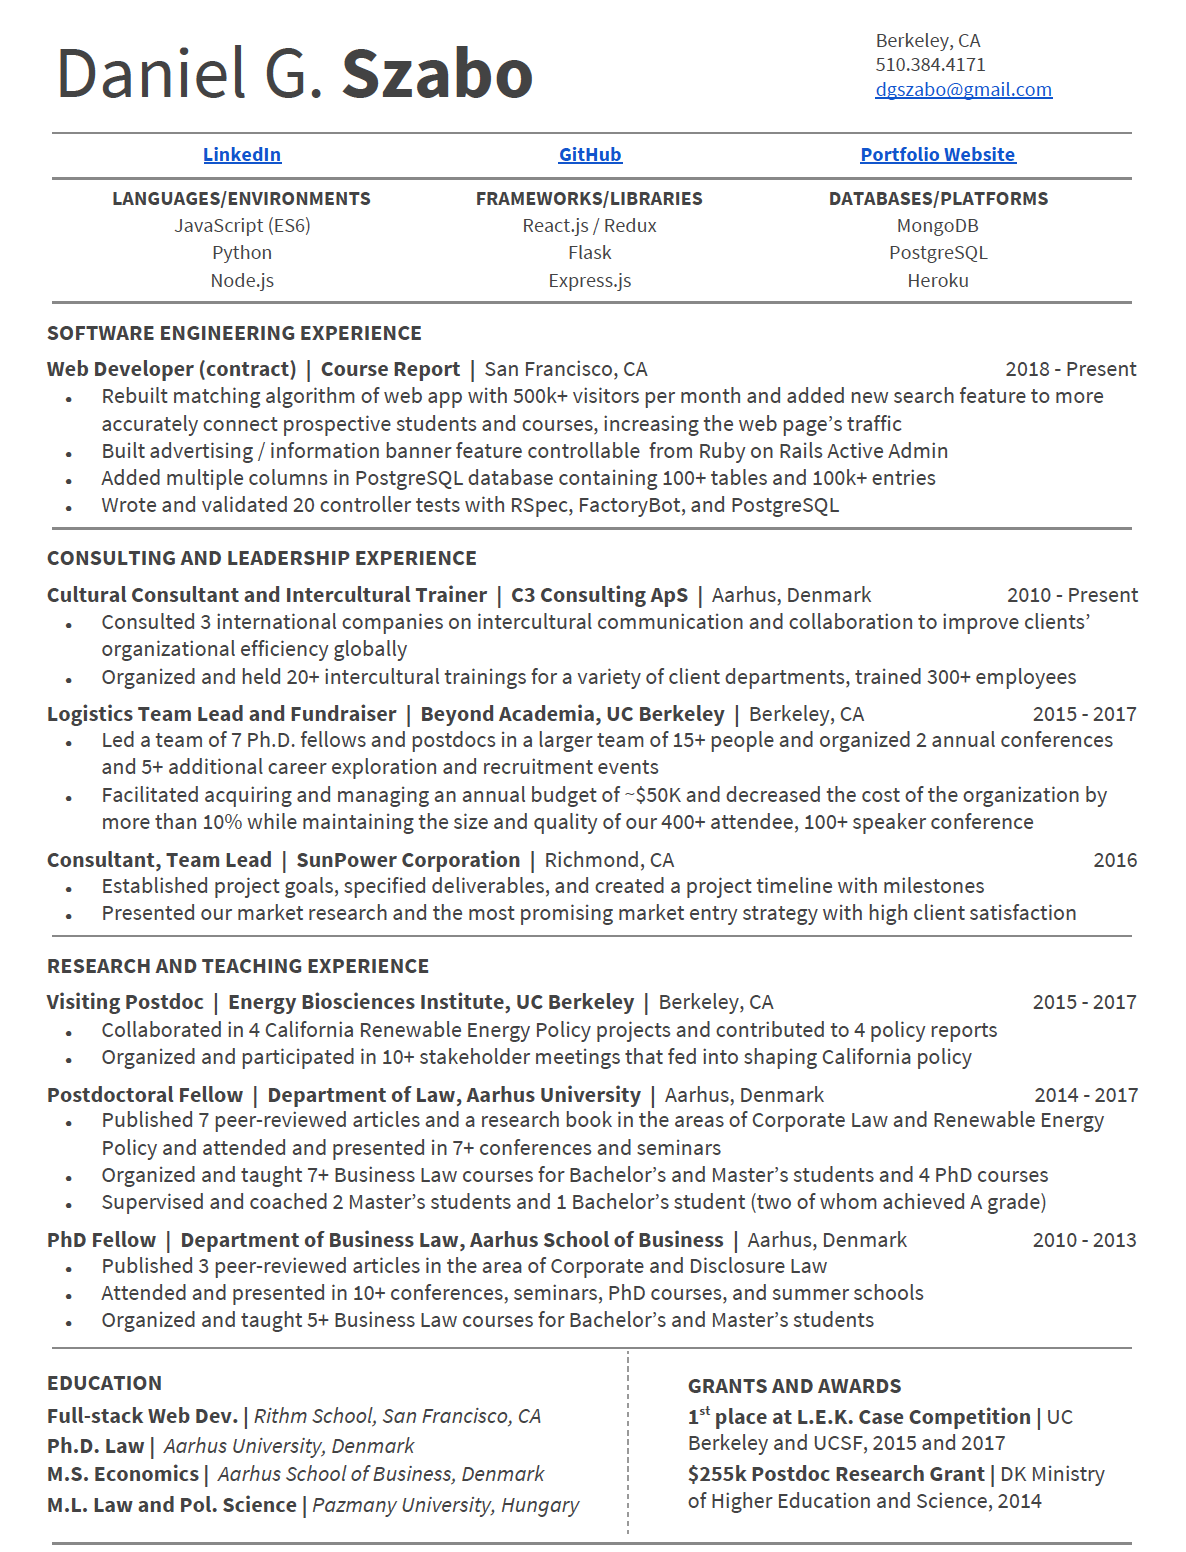 Daniel G. Szabo
Berkeley, CA
510.384.4171
dgszabo@gmail.com
LinkedIn GitHub Portfolio Website
LANGUAGES/ENVIRONMENTS FRAMEWORKS/LIBRARIES DATABASES/PLATFORMS
JavaScript (ES6) React.js / Redux MongoDB
Python Flask PostgreSQL
Node.js Express.js Heroku
SOFTWARE ENGINEERING EXPERIENCE
Web Developer (contract) | Course Report | San Francisco, CA 2018 - Present
• Rebuilt matching algorithm of web app with 500k+ visitors per month and added new search feature to more
accurately connect prospective students and courses, increasing the web page’s traffic
• Built advertising / information banner feature controllable from Ruby on Rails Active Admin
• Added multiple columns in PostgreSQL database containing 100+ tables and 100k+ entries
• Wrote and validated 20 controller tests with RSpec, FactoryBot, and PostgreSQL
CONSULTING AND LEADERSHIP EXPERIENCE
Cultural Consultant and Intercultural Trainer | C3 Consulting ApS | Aarhus, Denmark 2010 - Present
• Consulted 3 international companies on intercultural communication and collaboration to improve clients’
organizational efficiency globally
• Organized and held 20+ intercultural trainings for a variety of client departments, trained 300+ employees
Logistics Team Lead and Fundraiser | Beyond Academia, UC Berkeley | Berkeley, CA 2015 - 2017
• Led a team of 7 Ph.D. fellows and postdocs in a larger team of 15+ people and organized 2 annual conferences
and 5+ additional career exploration and recruitment events
• Facilitated acquiring and managing an annual budget of ~$50K and decreased the cost of the organization by
more than 10% while maintaining the size and quality of our 400+ attendee, 100+ speaker conference
Consultant, Team Lead | SunPower Corporation | Richmond, CA 2016
• Established project goals, specified deliverables, and created a project timeline with milestones
• Presented our market research and the most promising market entry strategy with high client satisfaction
RESEARCH AND TEACHING EXPERIENCE
Visiting Postdoc | Energy Biosciences Institute, UC Berkeley | Berkeley, CA 2015 - 2017
• Collaborated in 4 California Renewable Energy Policy projects and contributed to 4 policy reports
• Organized and participated in 10+ stakeholder meetings that fed into shaping California policy
Postdoctoral Fellow | Department of Law, Aarhus University | Aarhus, Denmark 2014 - 2017
• Published 7 peer-reviewed articles and a research book in the areas of Corporate Law and Renewable Energy
Policy and attended and presented in 7+ conferences and seminars
• Organized and taught 7+ Business Law courses for Bachelor’s and Master’s students and 4 PhD courses
• Supervised and coached 2 Master’s students and 1 Bachelor’s student (two of whom achieved A grade)
PhD Fellow | Department of Business Law, Aarhus School of Business | Aarhus, Denmark 2010 - 2013
• Published 3 peer-reviewed articles in the area of Corporate and Disclosure Law
• Attended and presented in 10+ conferences, seminars, PhD courses, and summer schools
• Organized and taught 5+ Business Law courses for Bachelor’s and Master’s students
EDUCATION
Full-stack Web Dev. | Rithm School, San Francisco, CA
Ph.D. Law | Aarhus University, Denmark
M.S. Economics | Aarhus School of Business, Denmark
M.L. Law and Pol. Science | Pazmany University, Hungary
GRANTS AND AWARDS
1st place at L.E.K. Case Competition | UC
Berkeley and UCSF, 2015 and 2017
$255k Postdoc Research Grant | DK Ministry
of Higher Education and Science, 2014